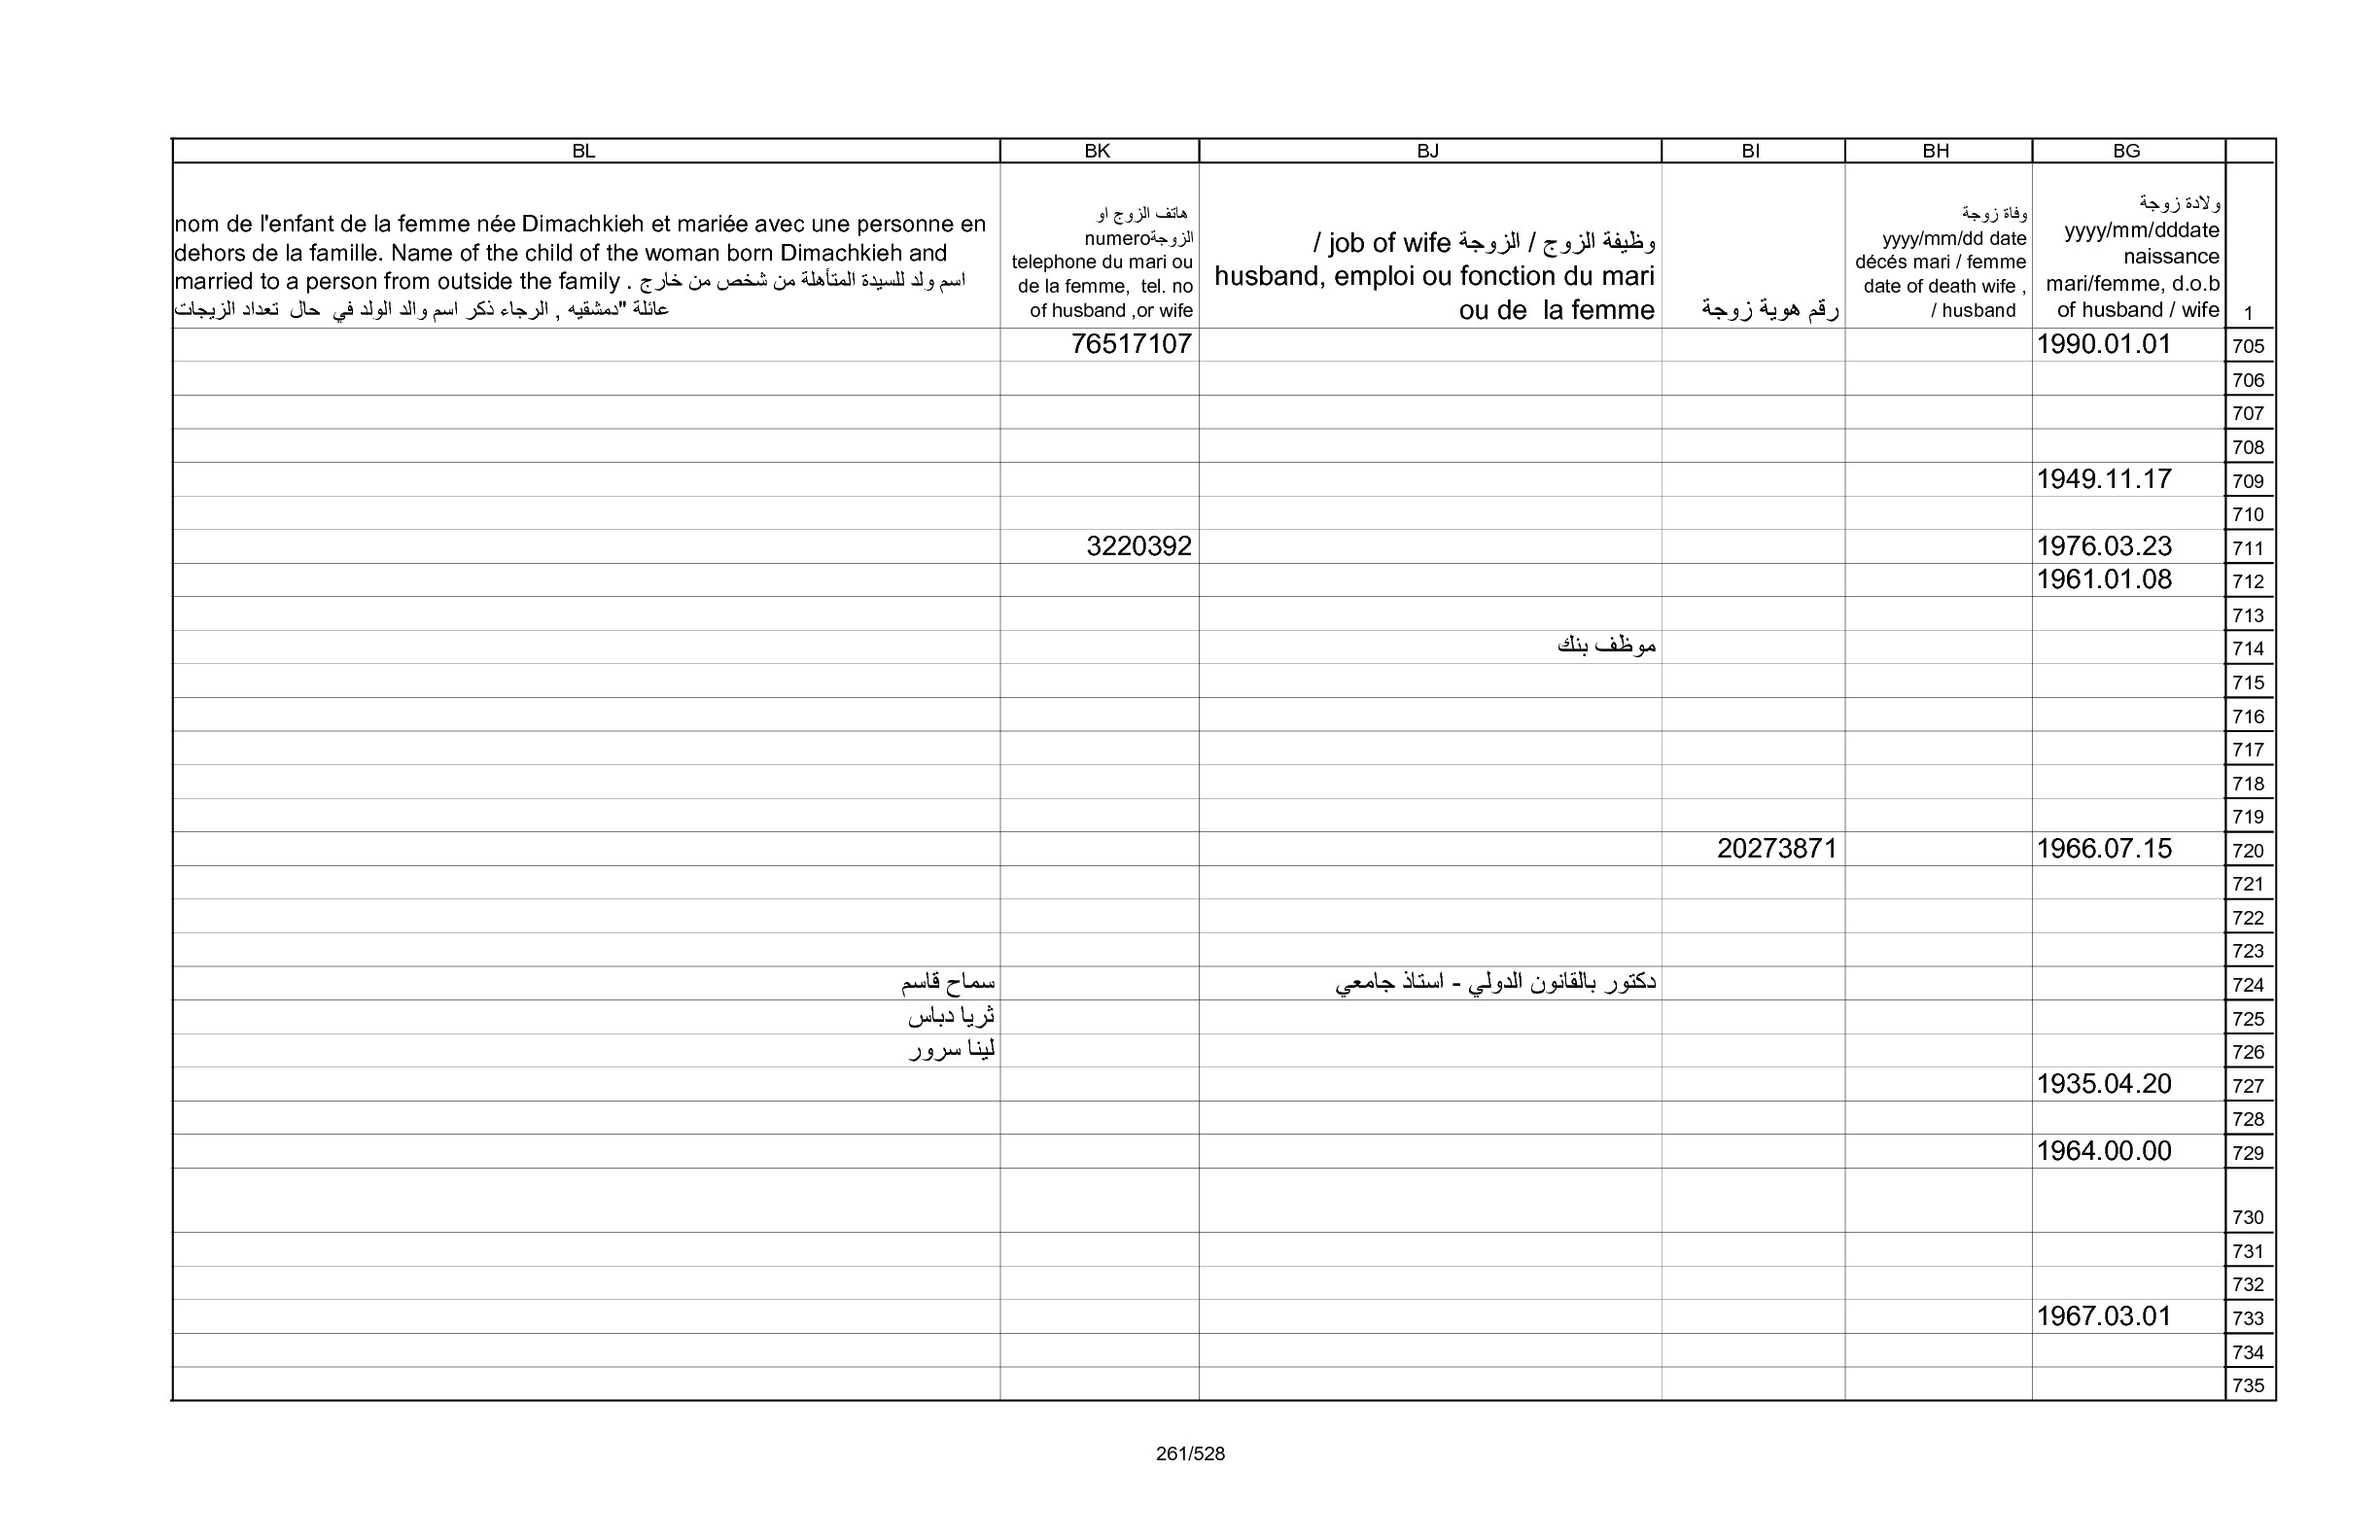 BL BK BJ BI BH BG
nom de l'enfant de la femme née Dimachkieh et mariée avec une personne en
dehors de la famille. Name of the child of the woman born Dimachkieh and
married to a person from outside the family . اسم ولد للسيدة المتأهلة من شخص من خارج
عائلة "دمشقيه , الرجاء ذكر اسم والد الولد في حال تعداد الزيجات
هاتف الزوج او
الزوجةnumero
telephone du mari ou
de la femme, tel. no
of husband ,or wife
وظيفة الزوج / الزوجة job of wife /
husband, emploi ou fonction du mari
ou de la femme
رقم هوية زوجة
وفاة زوجة
yyyy/mm/dd date
décés mari / femme
date of death wife ,
/ husband
ولادة زوجة
yyyy/mm/dddate
naissance
mari/femme, d.o.b
of husband / wife
1
76517107 1990.01.01 705
706
707
708
1949.11.17 709
710
3220392 1976.03.23 711
1961.01.08 712
713
موظف بنك 714
715
716
717
718
719
20273871 1966.07.15 720
721
722
723
سماح قاسم دكتور بالقانون الدولي - استاذ جامعي 724
ثريا دباس 725
لينا سرور 726
1935.04.20 727
728
1964.00.00 729
730
731
732
1967.03.01 733
734
735
261/528